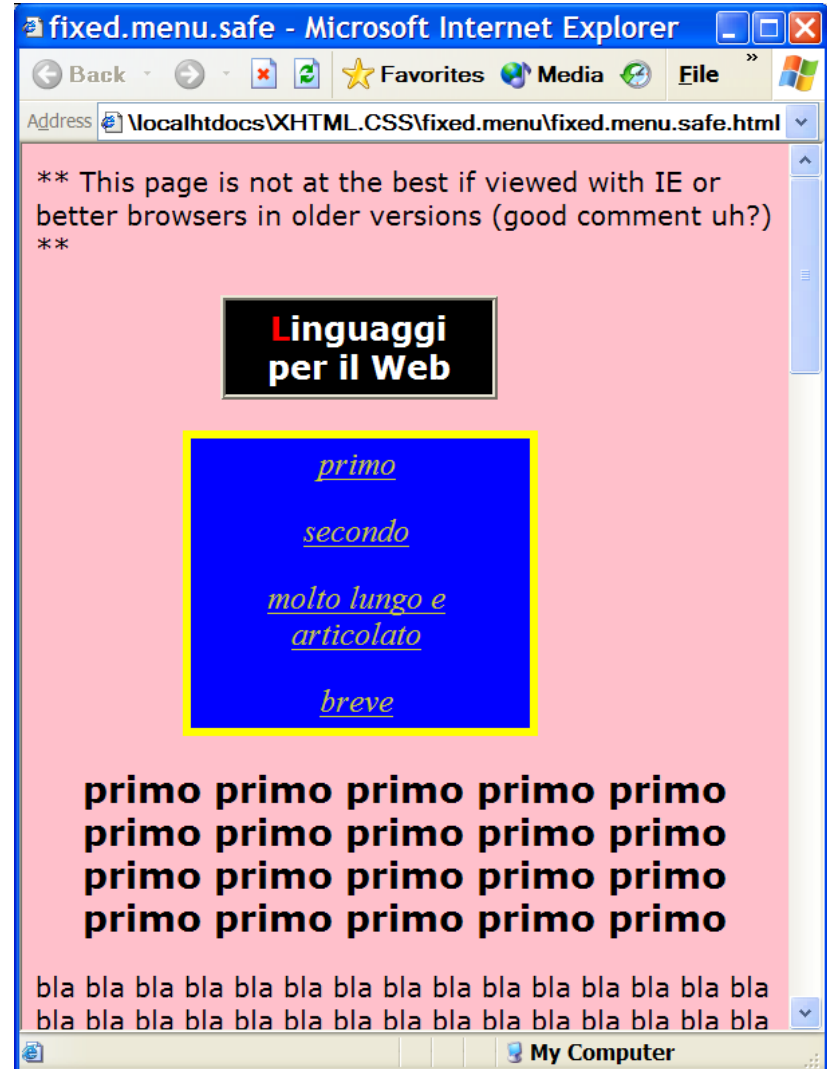 fixed.menu.safe - Microsoft Internet Explorer
Back Favorites Media File »
Address \localhtdocs\XHTML.CSS\fixed.menu\fixed.menu.safe.html
** This page is not at the best if viewed with IE or
better browsers in older versions (good comment uh?)
**
Linguaggi
per il Web
primo
secondo
molto lungo e
articolato
breve
primo primo primo primo primo
primo primo primo primo primo
primo primo primo primo primo
primo primo primo primo primo
bla bla bla bla bla bla bla bla bla bla bla bla bla bla bla
bla bla bla bla bla bla bla bla bla bla bla bla bla bla bla
My Computer